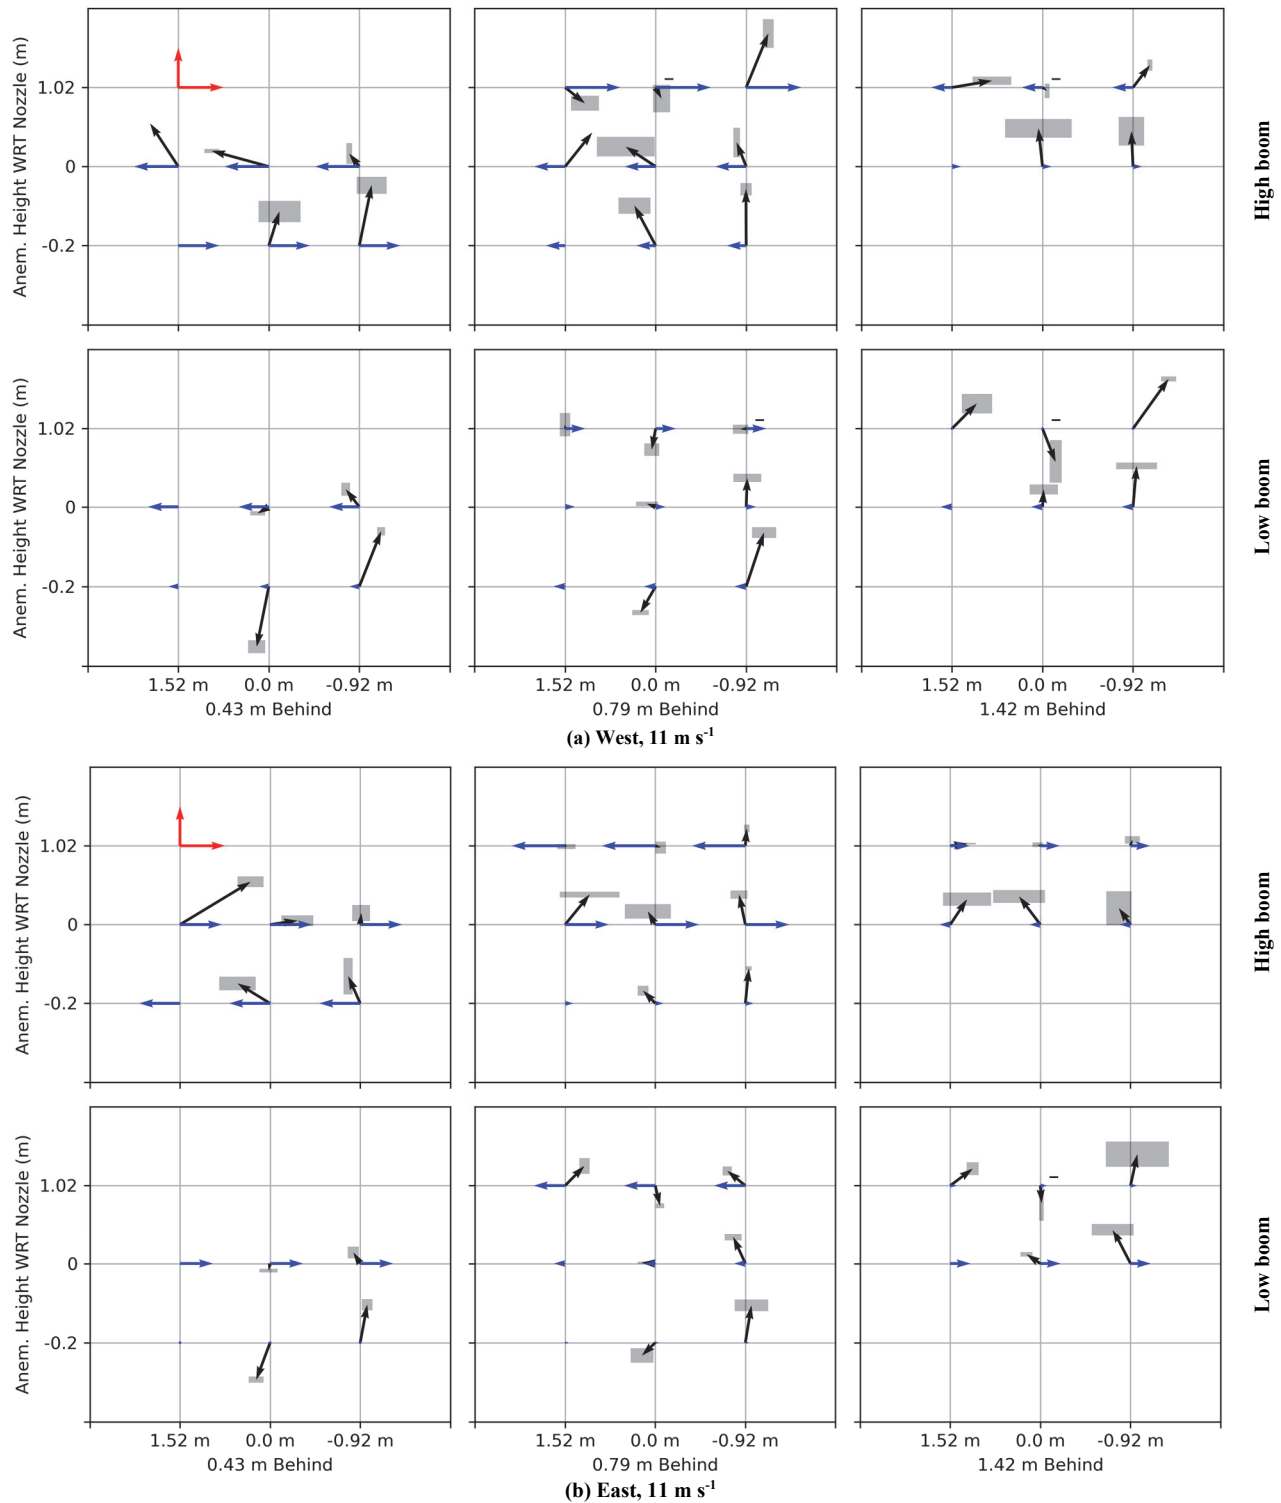 Anem. Height WRT Nozzle (m)
1.02
0
-0.2
High boom
Anem. Height WRT Nozzle (m)
1.02
0
-0.2
Low boom
1.52 m 0.0 m -0.92 m
0.43 m Behind
1.52 m 0.0 m -0.92 m
0.79 m Behind
1.52 m 0.0 m -0.92 m
1.42 m Behind
(a) West, 11 m s⁻¹
Anem. Height WRT Nozzle (m)
1.02
0
-0.2
High boom
Anem. Height WRT Nozzle (m)
1.02
0
-0.2
Low boom
1.52 m 0.0 m -0.92 m
0.43 m Behind
1.52 m 0.0 m -0.92 m
0.79 m Behind
1.52 m 0.0 m -0.92 m
1.42 m Behind
(b) East, 11 m s⁻¹